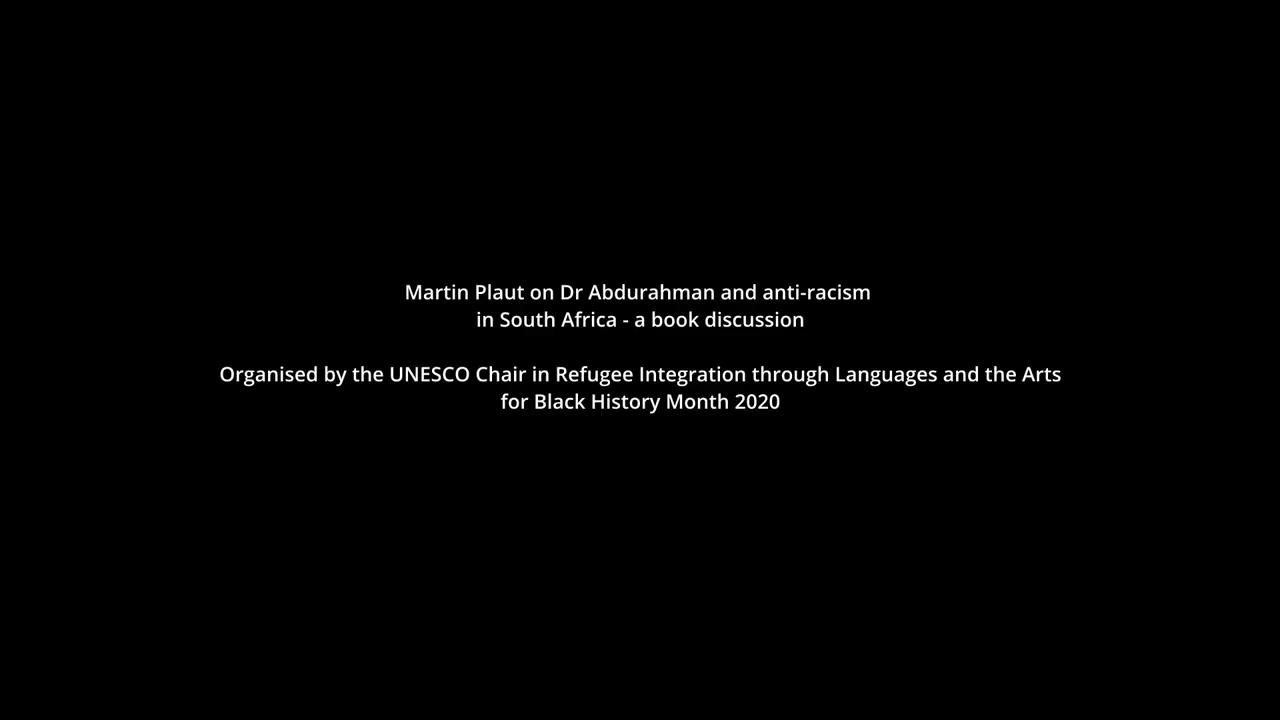 Martin Plaut on Dr Abdurahman and anti-racism
in South Africa - a book discussion
Organised by the UNESCO Chair in Refugee Integration through Languages and the Arts
for Black History Month 2020